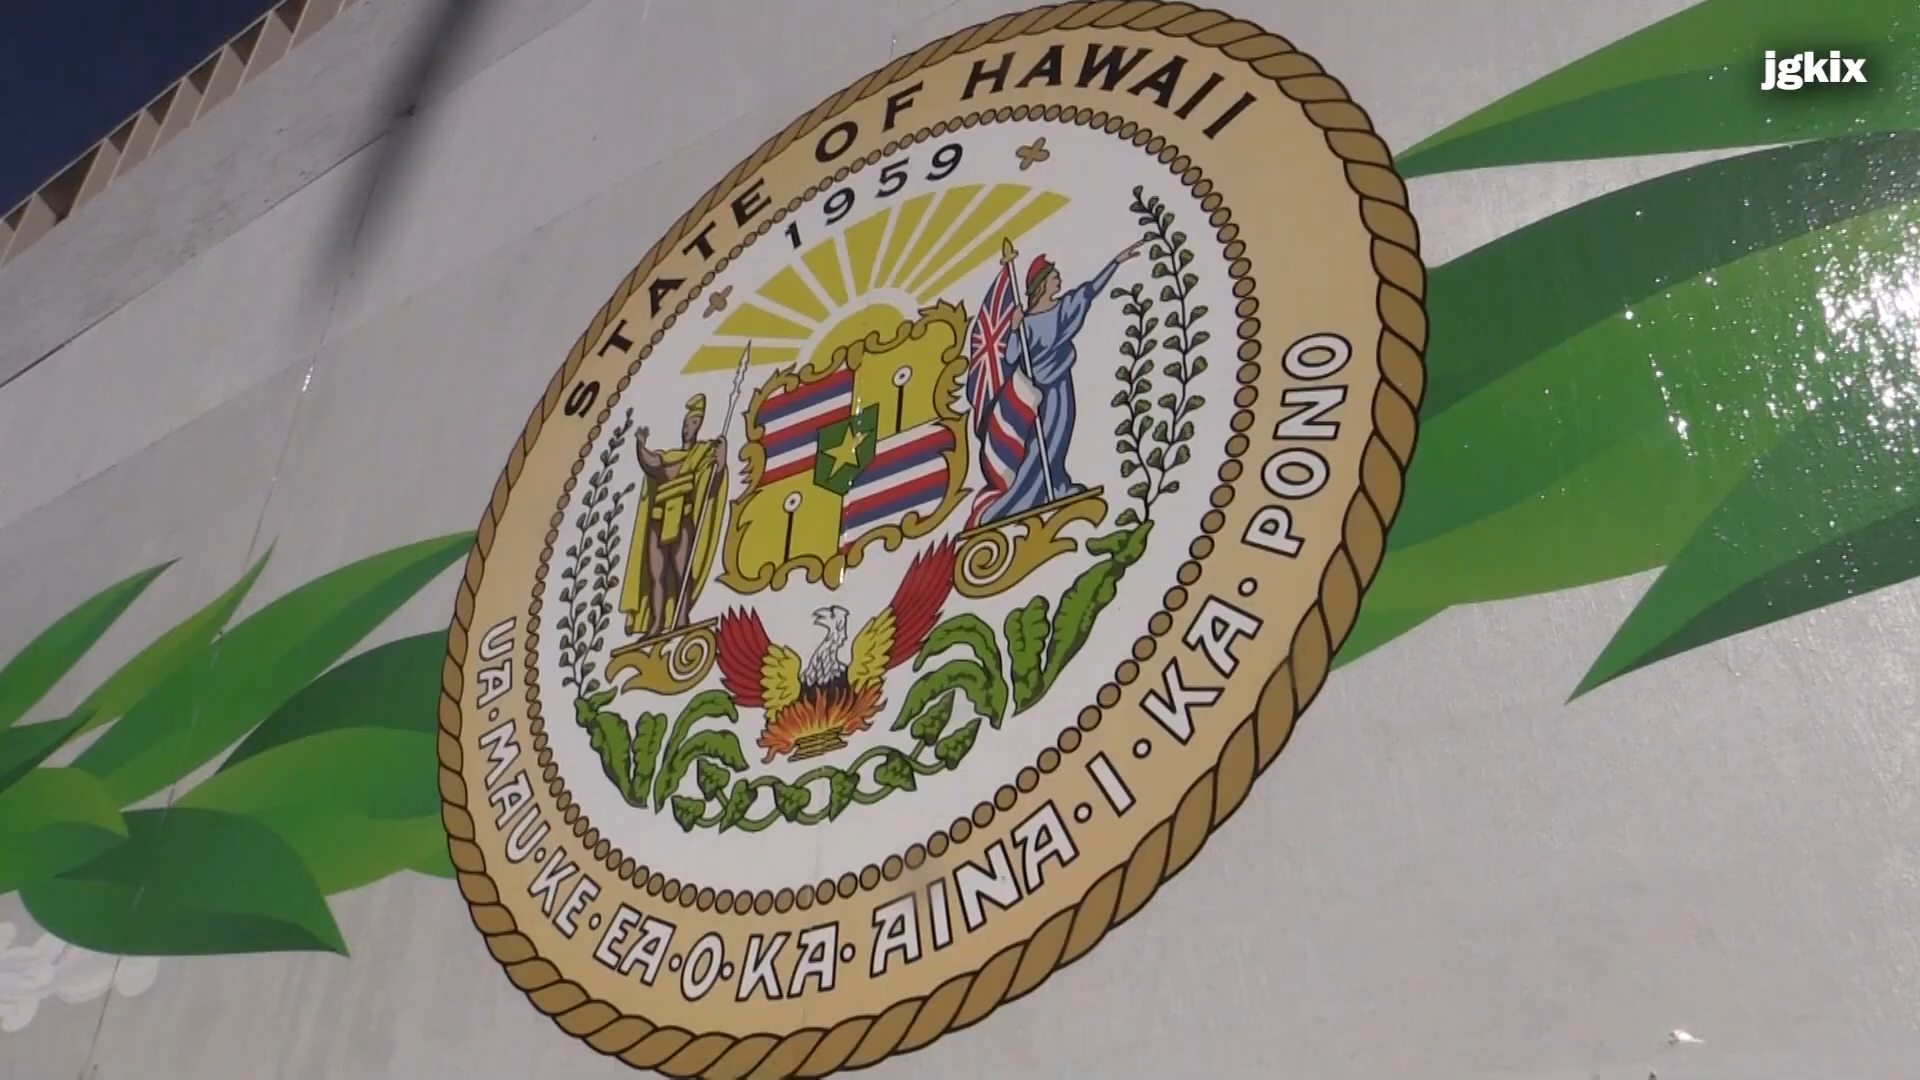 jgkix
STATE OF HAWAII
1959
UA·MAU·KE·EA·O·KA·AINA·I·KA·PONO